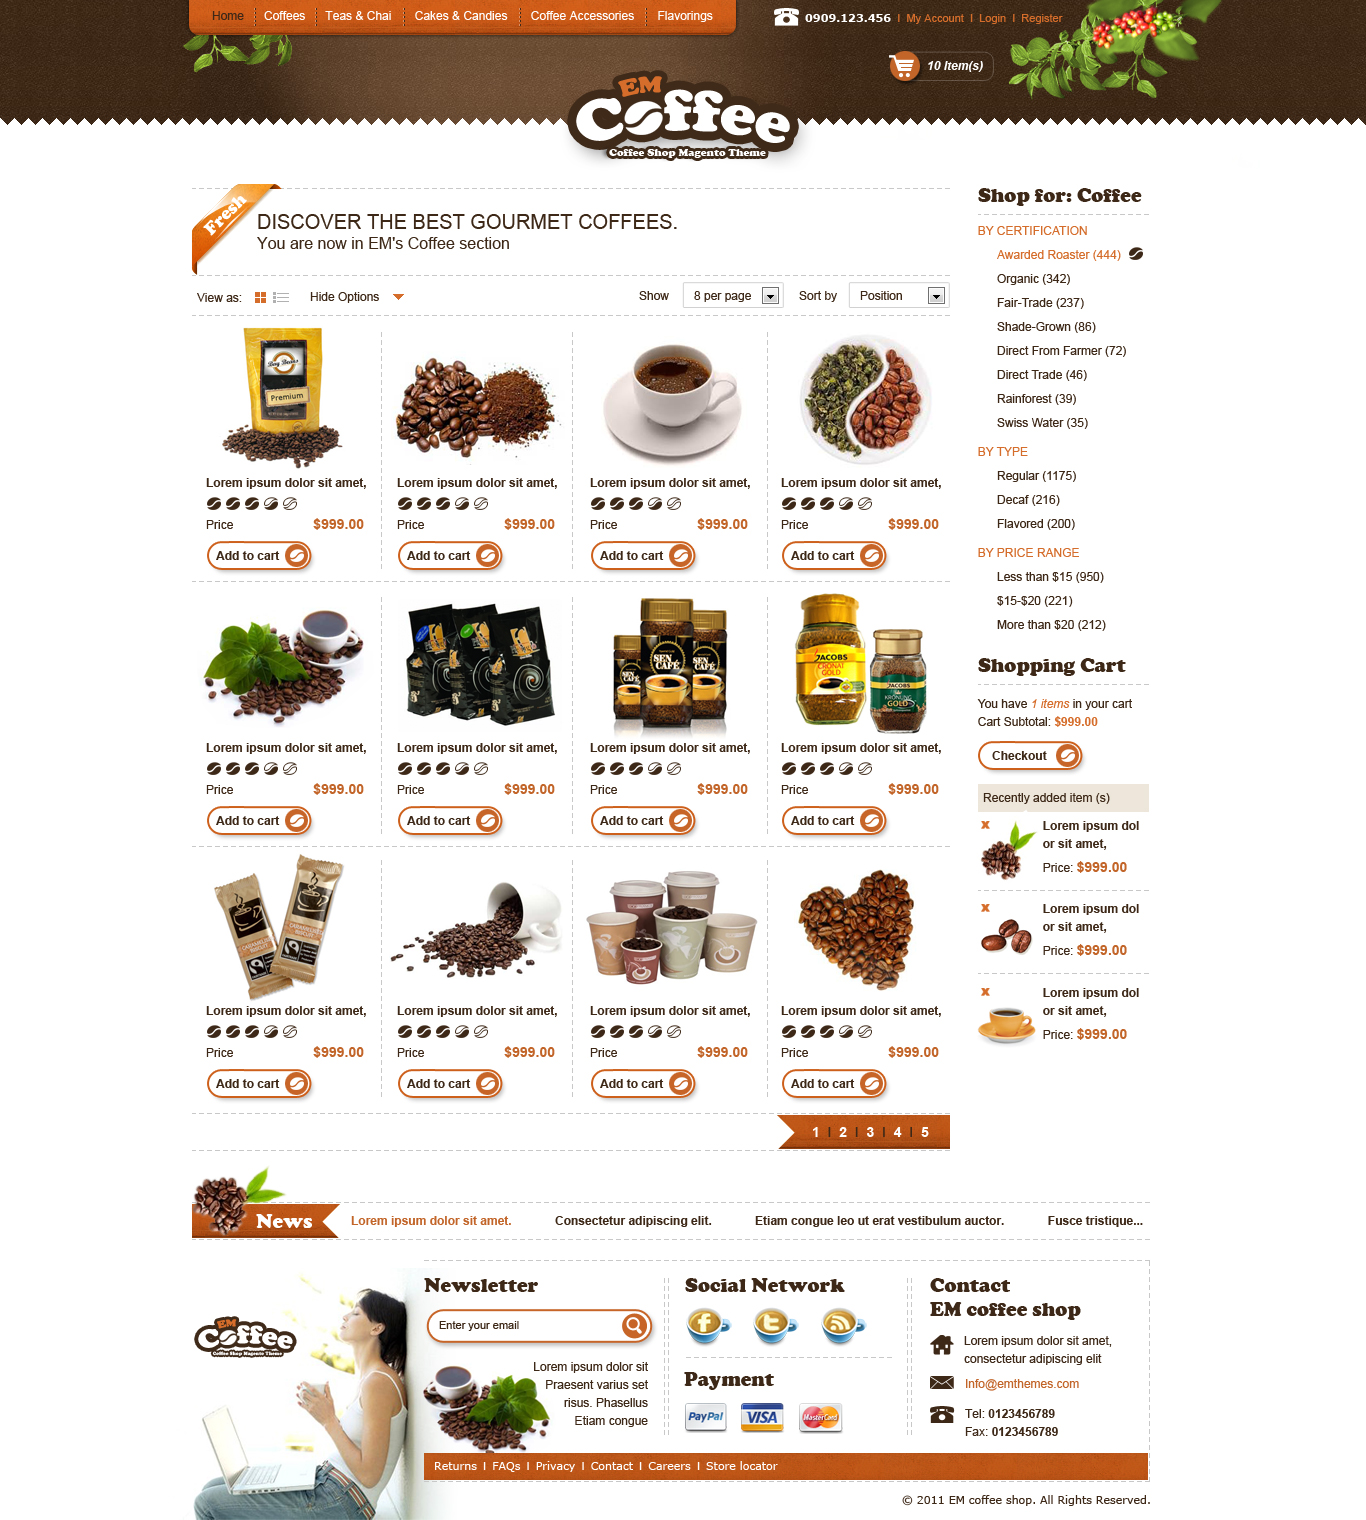 Home
Coffees
Teas & Chai
Cakes & Candies
Coffee Accessories
Flavorings
0909.123.456 I My Account I Login I Register
10 Item(s)
EM
Coffee
Coffee Shop Magento Theme
Fresh
DISCOVER THE BEST GOURMET COFFEES.
You are now in EM's Coffee section
View as:
Hide Options
Show
8 per page
Sort by
Position
Premium
Lorem ipsum dolor sit amet,
Price $999.00
Add to cart
Lorem ipsum dolor sit amet,
Price $999.00
Add to cart
Lorem ipsum dolor sit amet,
Price $999.00
Add to cart
Lorem ipsum dolor sit amet,
Price $999.00
Add to cart
Lorem ipsum dolor sit amet,
Price $999.00
Add to cart
Lorem ipsum dolor sit amet,
Price $999.00
Add to cart
SEN
CAFÉ
SEN
CAFÉ
Lorem ipsum dolor sit amet,
Price $999.00
Add to cart
JACOBS
GOLD
JACOBS
KRÖNUNG
GOLD
Lorem ipsum dolor sit amet,
Price $999.00
Add to cart
Lorem ipsum dolor sit amet,
Price $999.00
Add to cart
Lorem ipsum dolor sit amet,
Price $999.00
Add to cart
Lorem ipsum dolor sit amet,
Price $999.00
Add to cart
Lorem ipsum dolor sit amet,
Price $999.00
Add to cart
1 I 2 I 3 I 4 I 5
Shop for: Coffee
BY CERTIFICATION
Awarded Roaster (444)
Organic (342)
Fair-Trade (237)
Shade-Grown (86)
Direct From Farmer (72)
Direct Trade (46)
Rainforest (39)
Swiss Water (35)
BY TYPE
Regular (1175)
Decaf (216)
Flavored (200)
BY PRICE RANGE
Less than $15 (950)
$15-$20 (221)
More than $20 (212)
Shopping Cart
You have 1 items in your cart
Cart Subtotal: $999.00
Checkout
Recently added item (s)
x
Lorem ipsum dol
or sit amet,
Price: $999.00
x
Lorem ipsum dol
or sit amet,
Price: $999.00
x
Lorem ipsum dol
or sit amet,
Price: $999.00
News
Lorem ipsum dolor sit amet.
Consectetur adipiscing elit.
Etiam congue leo ut erat vestibulum auctor.
Fusce tristique...
EM
Coffee
Coffee Shop Magento Theme
Newsletter
Enter your email
Lorem ipsum dolor sit
Praesent varius set
risus. Phasellus
Etiam congue
Social Network
f
t
Payment
PayPal
VISA
MasterCard
Contact
EM coffee shop
Lorem ipsum dolor sit amet,
consectetur adipiscing elit
Info@emthemes.com
Tel: 0123456789
Fax: 0123456789
Returns I FAQs I Privacy I Contact I Careers I Store locator
© 2011 EM coffee shop. All Rights Reserved.